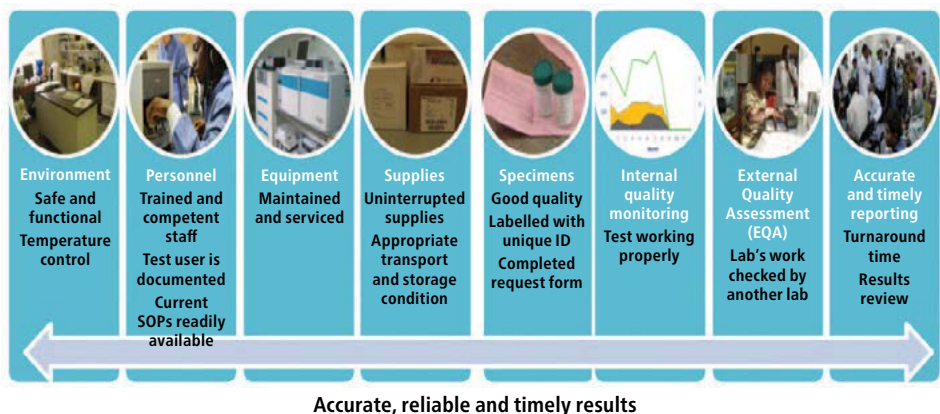 Environment
Safe and
functional
Temperature
control
Personnel
Trained and
competent
staff
Test user is
documented
Current
SOPs readily
available
Equipment
Maintained
and serviced
Supplies
Uninterrupted
supplies
Appropriate
transport
and storage
condition
Specimens
Good quality
Labelled with
unique ID
Completed
request form
Internal
quality
monitoring
Test working
properly
External
Quality
Assessment
(EQA)
Lab's work
checked by
another lab
Accurate
and timely
reporting
Turnaround
time
Results
review
Accurate, reliable and timely results